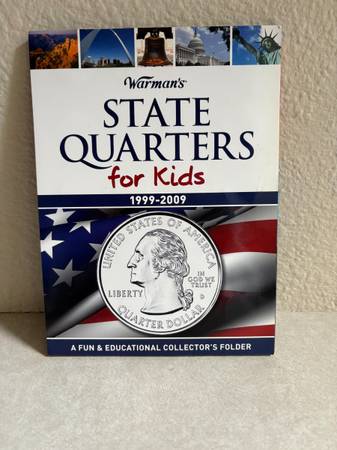 Warman's
STATE
QUARTERS
for Kids
1999-2009
UNITED STATES OF AMERICA
LIBERTY
IN
GOD WE
TRUST
D
QUARTER DOLLAR
A FUN & EDUCATIONAL COLLECTOR'S FOLDER